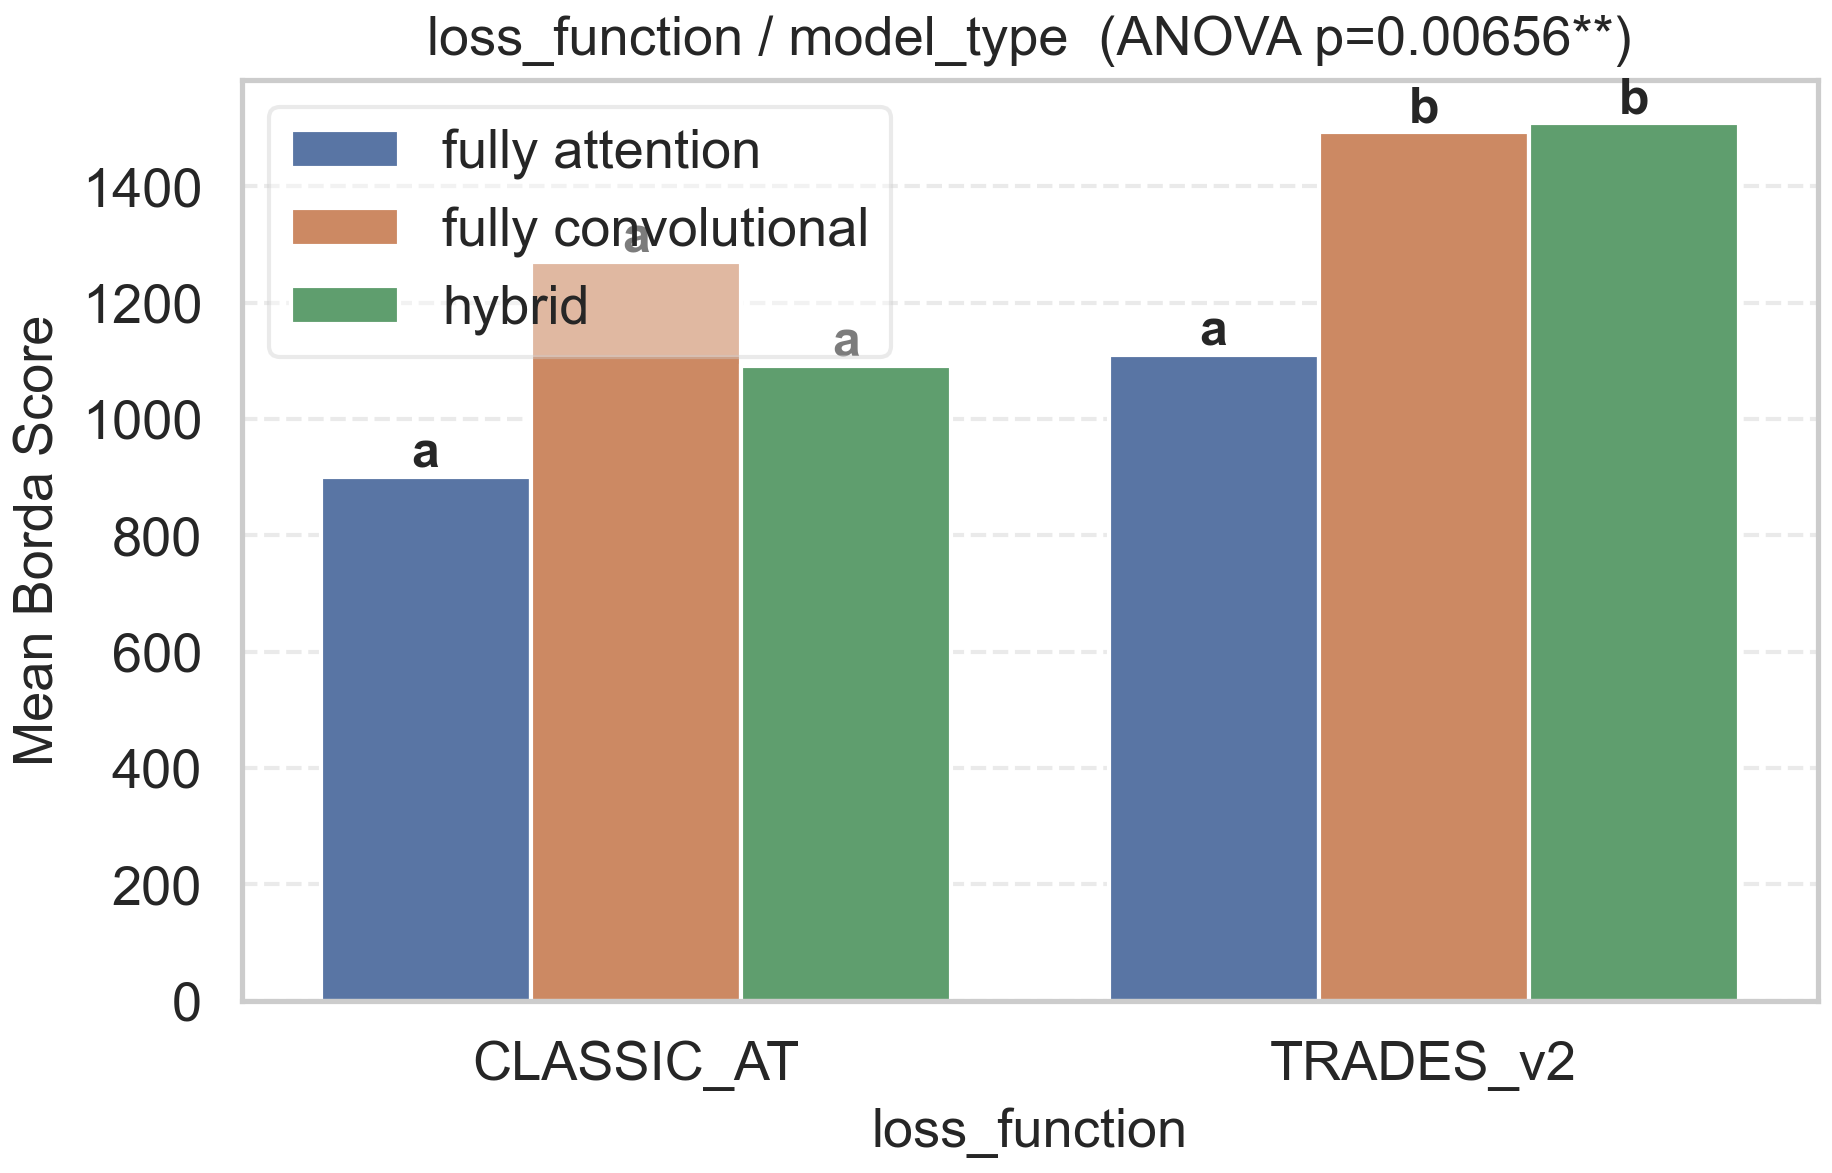 loss_function / model_type (ANOVA p=0.00656**)
fully attention
fully convolutional
hybrid
a
a
a
a
b
b
Mean Borda Score
1400
1200
1000
800
600
400
200
0
CLASSIC_AT
TRADES_v2
loss_function